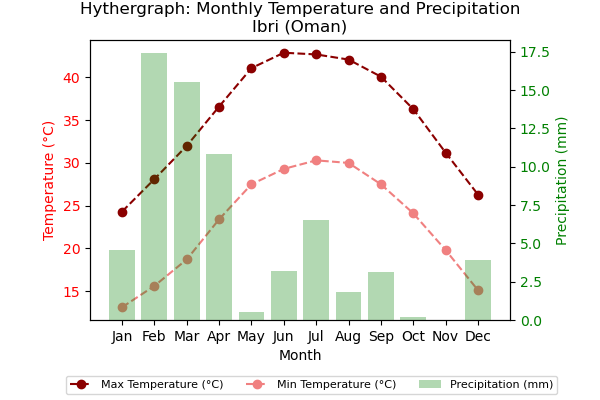 Hythergraph: Monthly Temperature and Precipitation
Ibri (Oman)
Temperature (°C)
40
35
30
25
20
15
Precipitation (mm)
17.5
15.0
12.5
10.0
7.5
5.0
2.5
0.0
Jan Feb Mar Apr May Jun Jul Aug Sep Oct Nov Dec
Month
Max Temperature (°C) Min Temperature (°C) Precipitation (mm)